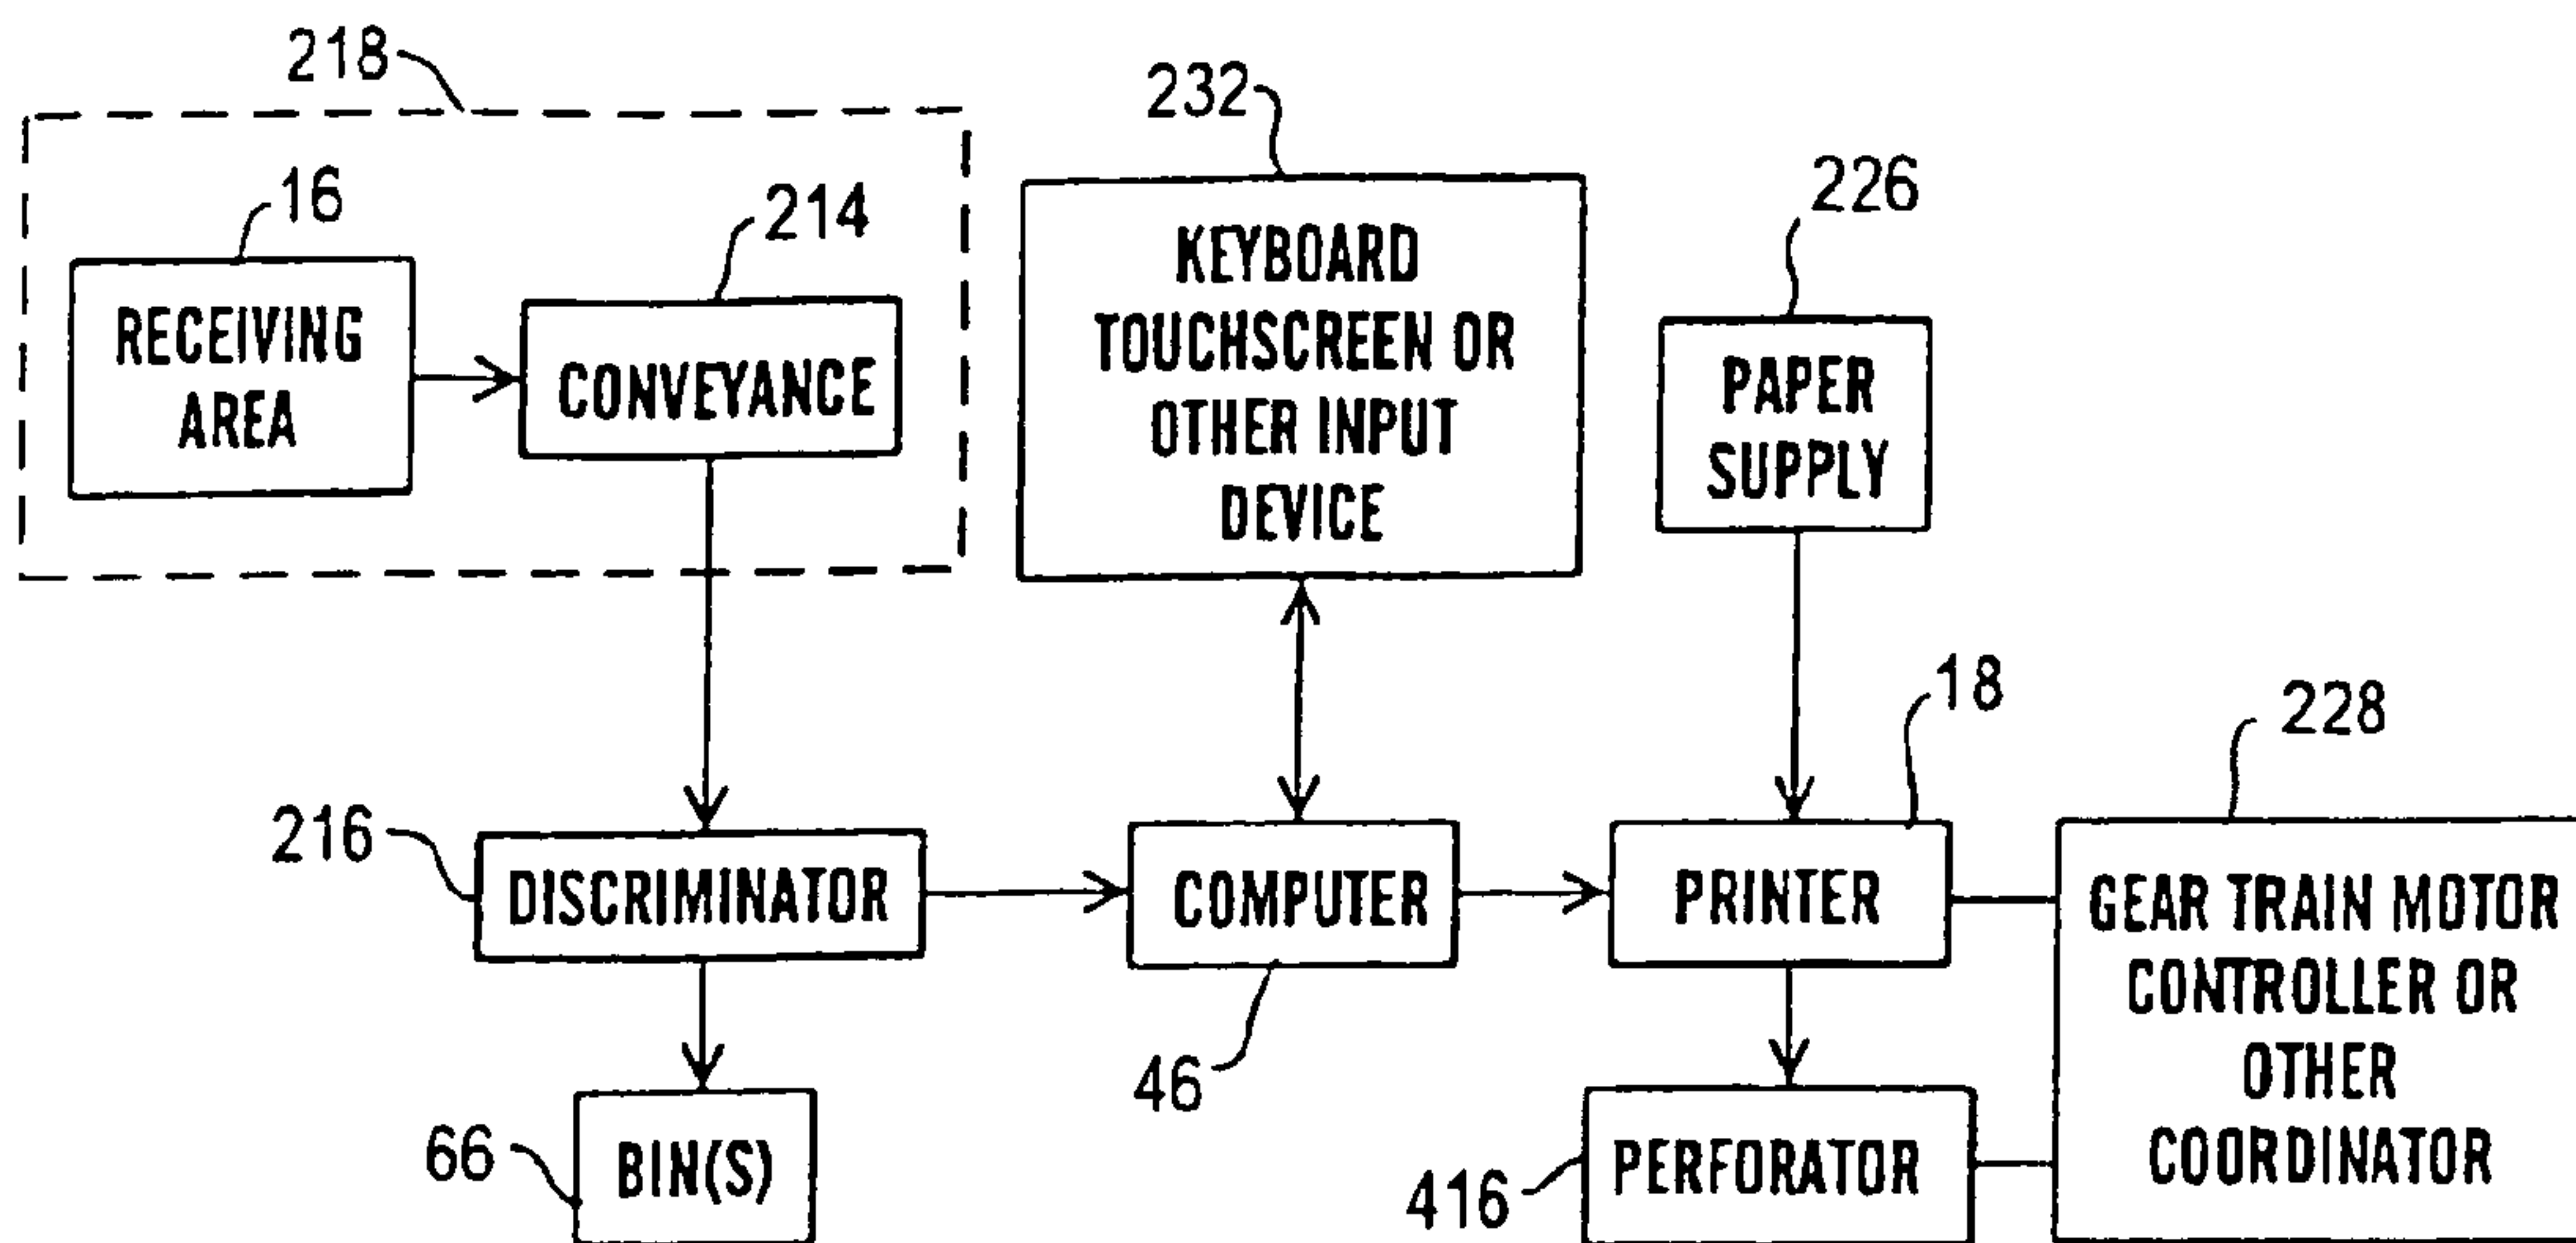 218
16
RECEIVING
AREA
214
CONVEYANCE
232
KEYBOARD
TOUCHSCREEN OR
OTHER INPUT
DEVICE
226
PAPER
SUPPLY
216
DISCRIMINATOR
COMPUTER
46
18
PRINTER
228
GEAR TRAIN MOTOR
CONTROLLER OR
OTHER
COORDINATOR
66
BIN(S)
416
PERFORATOR